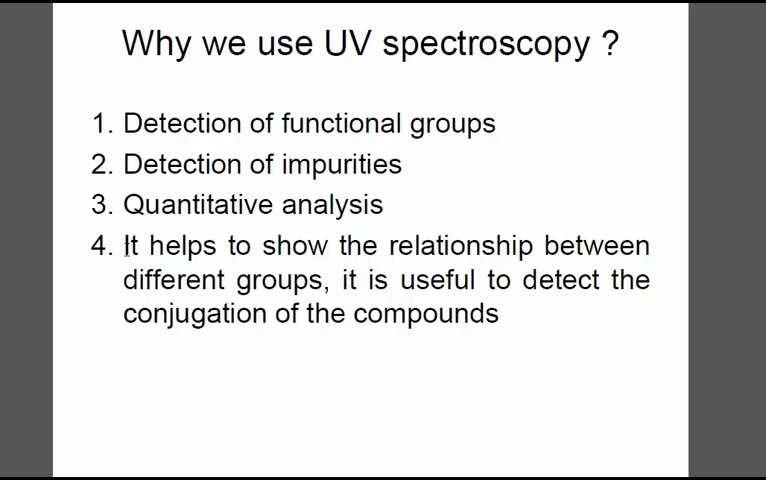 Why we use UV spectroscopy ?
1. Detection of functional groups
2. Detection of impurities
3. Quantitative analysis
4. It helps to show the relationship between
different groups, it is useful to detect the
conjugation of the compounds